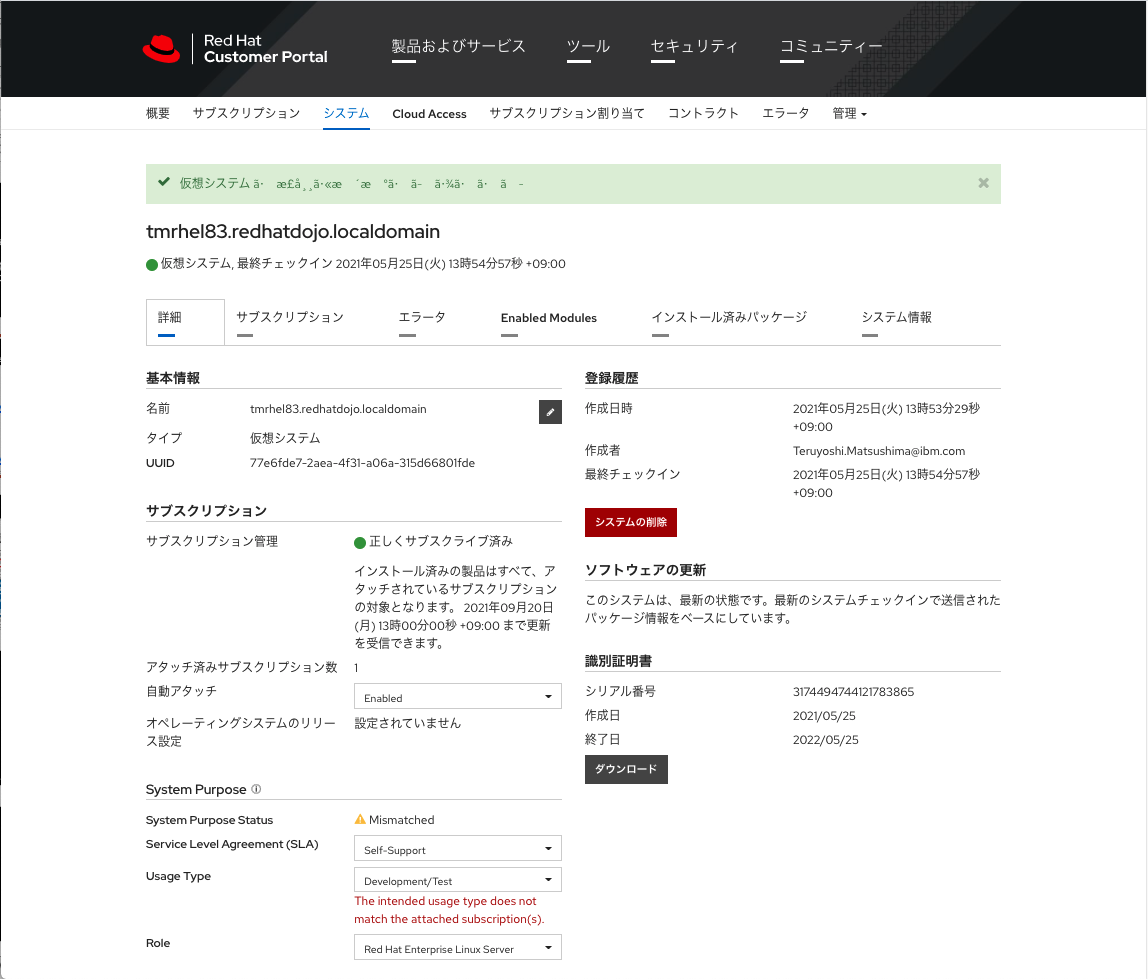 Red Hat
Customer Portal
製品およびサービス
ツール
セキュリティ
コミュニティー
概要
サブスクリプション
システム
Cloud Access
サブスクリプション割り当て
コントラクト
エラータ
管理
仮想システム
tmrhel83.redhatdojo.localdomain
仮想システム, 最終チェックイン 2021年05月25日(火) 13時54分57秒 +09:00
詳細
サブスクリプション
エラータ
Enabled Modules
インストール済みパッケージ
システム情報
基本情報
名前
tmrhel83.redhatdojo.localdomain
タイプ
仮想システム
UUID
77e6fde7-2aea-4f31-a06a-315d66801fde
サブスクリプション
サブスクリプション管理
正しくサブスクライブ済み
インストール済みの製品はすべて、ア
タッチされているサブスクリプション
の対象となります。 2021年09月20日
(月) 13時00分00秒 +09:00 まで更新
を受信できます。
アタッチ済みサブスクリプション数
1
自動アタッチ
Enabled
オペレーティングシステムのリリー
ス設定
設定されていません
System Purpose
System Purpose Status
Mismatched
Service Level Agreement (SLA)
Self-Support
Usage Type
Development/Test
The intended usage type does not
match the attached subscription(s).
Role
Red Hat Enterprise Linux Server
登録履歴
作成日時
2021年05月25日(火) 13時53分29秒
+09:00
作成者
Teruyoshi.Matsushima@ibm.com
最終チェックイン
2021年05月25日(火) 13時54分57秒
+09:00
システムの削除
ソフトウェアの更新
このシステムは、最新の状態です。最新のシステムチェックインで送信された
パッケージ情報をベースにしています。
識別証明書
シリアル番号
3174494744121783865
作成日
2021/05/25
終了日
2022/05/25
ダウンロード